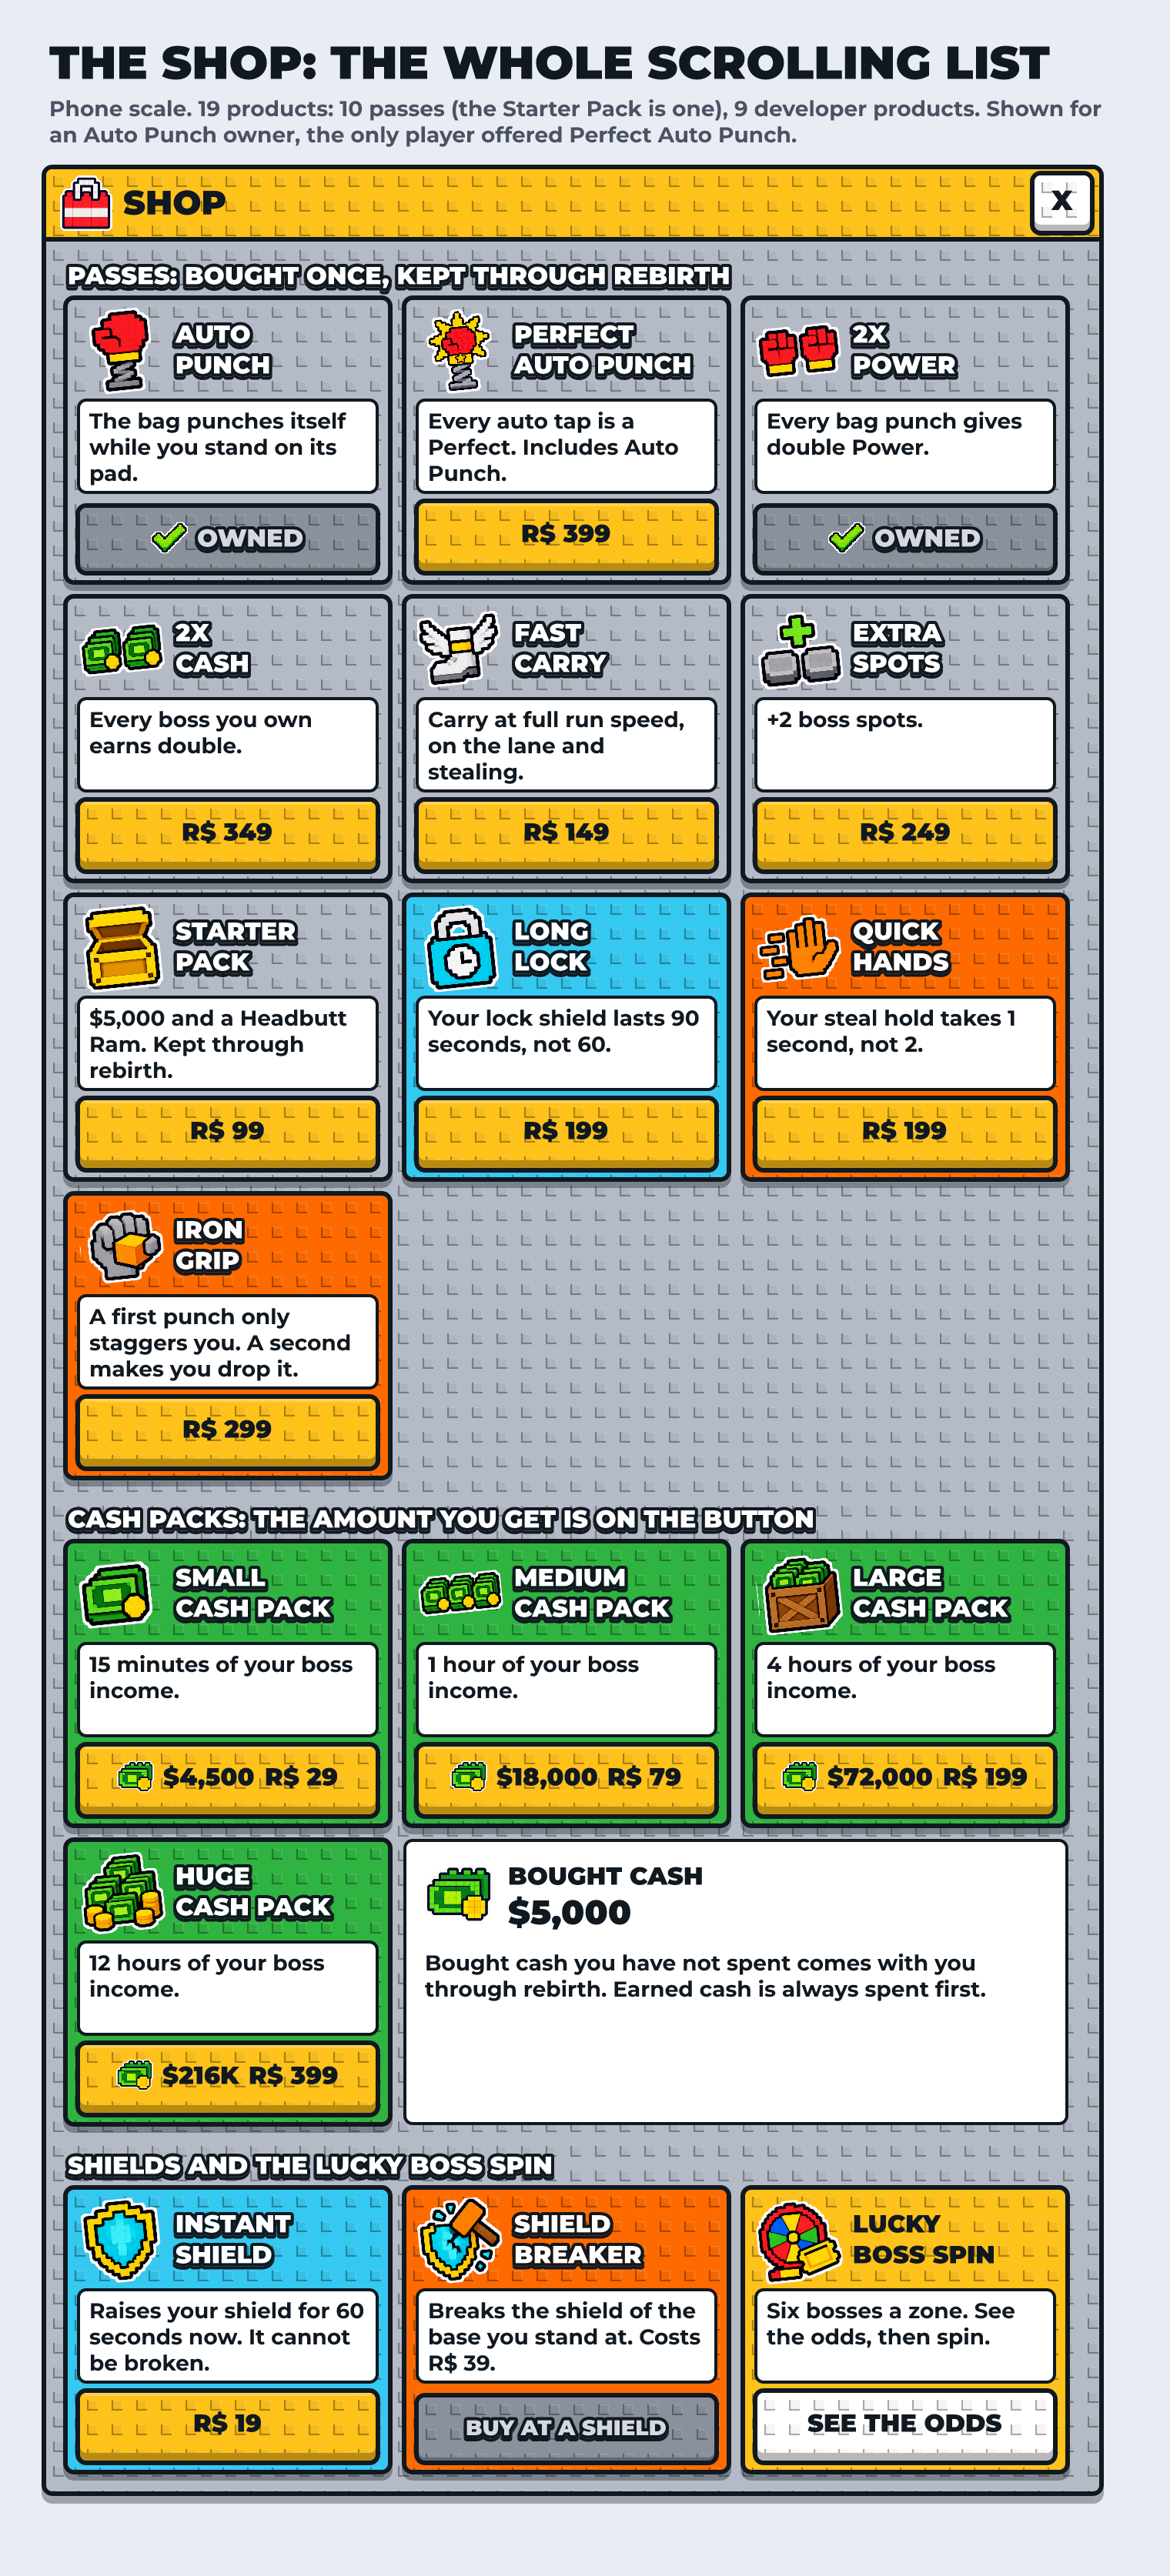 THE SHOP: THE WHOLE SCROLLING LIST
Phone scale. 19 products: 10 passes (the Starter Pack is one), 9 developer products. Shown for
an Auto Punch owner, the only player offered Perfect Auto Punch.
SHOP
X
PASSES: BOUGHT ONCE, KEPT THROUGH REBIRTH
AUTO
PUNCH
The bag punches itself
while you stand on its
pad.
OWNED
PERFECT
AUTO PUNCH
Every auto tap is a
Perfect. Includes Auto
Punch.
R$ 399
2X
POWER
Every bag punch gives
double Power.
OWNED
2X
CASH
Every boss you own
earns double.
R$ 349
FAST
CARRY
Carry at full run speed,
on the lane and
stealing.
R$ 149
EXTRA
SPOTS
+2 boss spots.
R$ 249
STARTER
PACK
$5,000 and a Headbutt
Ram. Kept through
rebirth.
R$ 99
LONG
LOCK
Your lock shield lasts 90
seconds, not 60.
R$ 199
QUICK
HANDS
Your steal hold takes 1
second, not 2.
R$ 199
IRON
GRIP
A first punch only
staggers you. A second
makes you drop it.
R$ 299
CASH PACKS: THE AMOUNT YOU GET IS ON THE BUTTON
SMALL
CASH PACK
15 minutes of your boss
income.
$4,500 R$ 29
MEDIUM
CASH PACK
1 hour of your boss
income.
$18,000 R$ 79
LARGE
CASH PACK
4 hours of your boss
income.
$72,000 R$ 199
HUGE
CASH PACK
12 hours of your boss
income.
$216K R$ 399
BOUGHT CASH
$5,000
Bought cash you have not spent comes with you
through rebirth. Earned cash is always spent first.
SHIELDS AND THE LUCKY BOSS SPIN
INSTANT
SHIELD
Raises your shield for 60
seconds now. It cannot
be broken.
R$ 19
SHIELD
BREAKER
Breaks the shield of the
base you stand at. Costs
R$ 39.
BUY AT A SHIELD
LUCKY
BOSS SPIN
Six bosses a zone. See
the odds, then spin.
SEE THE ODDS